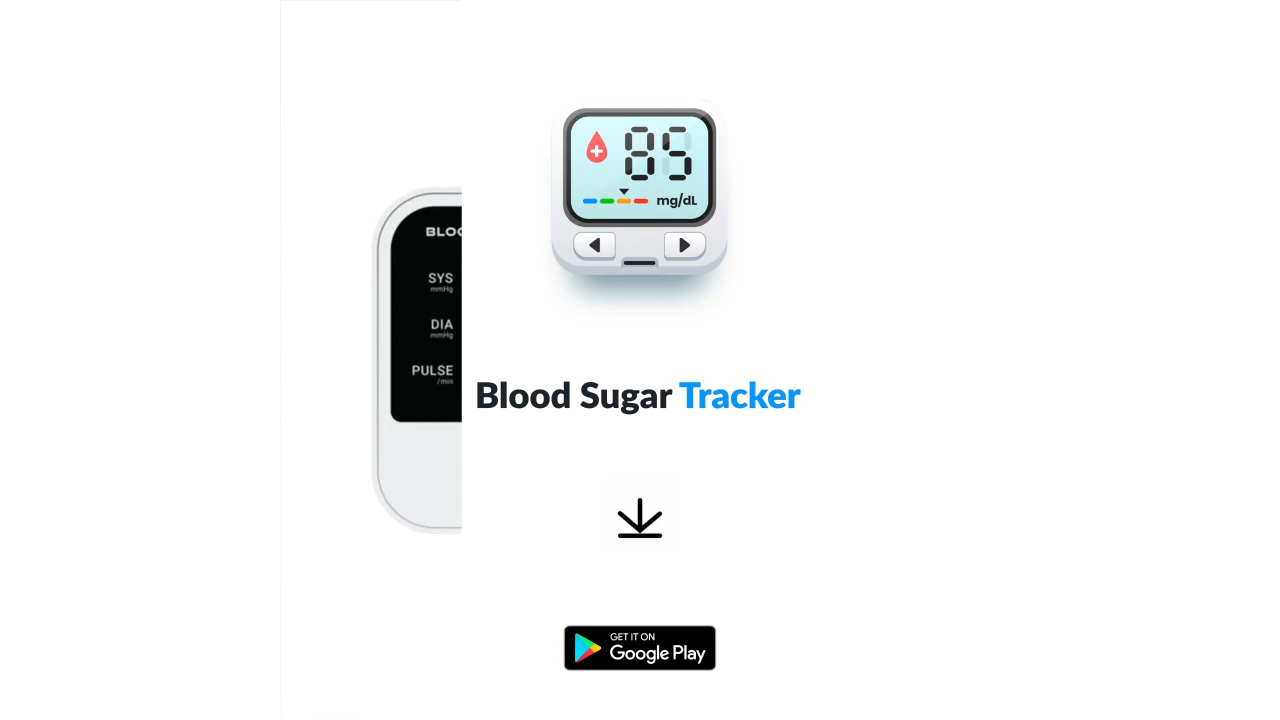 85
mg/dL
BLOO
SYS
mmHg
DIA
mmHg
PULSE
/min
Blood Sugar Tracker
GET IT ON
Google Play